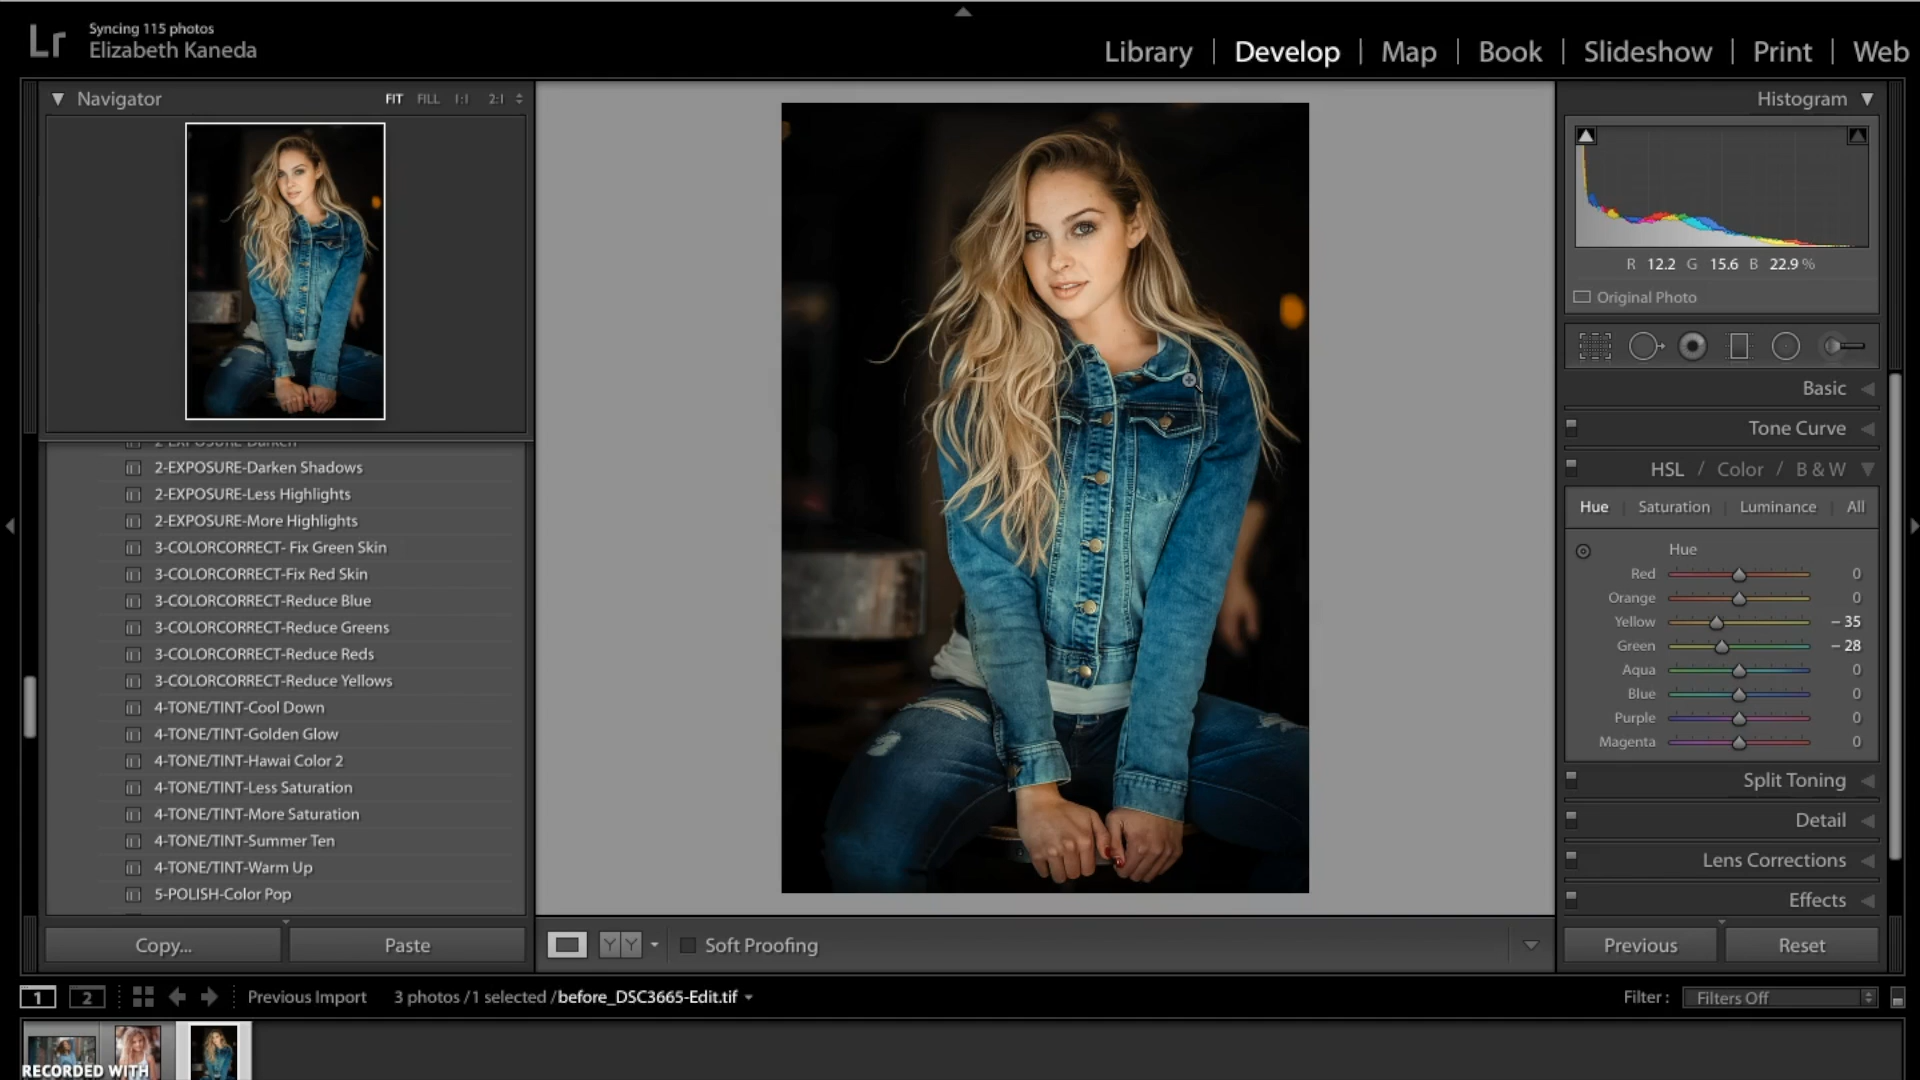 Lr
Syncing 115 photos
Elizabeth Kaneda
Library | Develop | Map | Book | Slideshow | Print | Web
Navigator FIT FILL 1:1 2:1
2-EXPOSURE-Darken
2-EXPOSURE-Darken Shadows
2-EXPOSURE-Less Highlights
2-EXPOSURE-More Highlights
3-COLORCORRECT- Fix Green Skin
3-COLORCORRECT-Fix Red Skin
3-COLORCORRECT-Reduce Blue
3-COLORCORRECT-Reduce Greens
3-COLORCORRECT-Reduce Reds
3-COLORCORRECT-Reduce Yellows
4-TONE/TINT-Cool Down
4-TONE/TINT-Golden Glow
4-TONE/TINT-Hawai Color 2
4-TONE/TINT-Less Saturation
4-TONE/TINT-More Saturation
4-TONE/TINT-Summer Ten
4-TONE/TINT-Warm Up
5-POLISH-Color Pop
Copy...
Paste
Y Y
Soft Proofing
Histogram
R 12.2 G 15.6 B 22.9 %
Original Photo
Basic
Tone Curve
HSL / Color / B & W
Hue Saturation Luminance All
Hue
Red 0
Orange 0
Yellow – 35
Green – 28
Aqua 0
Blue 0
Purple 0
Magenta 0
Split Toning
Detail
Lens Corrections
Effects
Previous
Reset
1 2 Previous Import 3 photos /1 selected /before_DSC3665-Edit.tif
Filter : Filters Off
RECORDED WITH